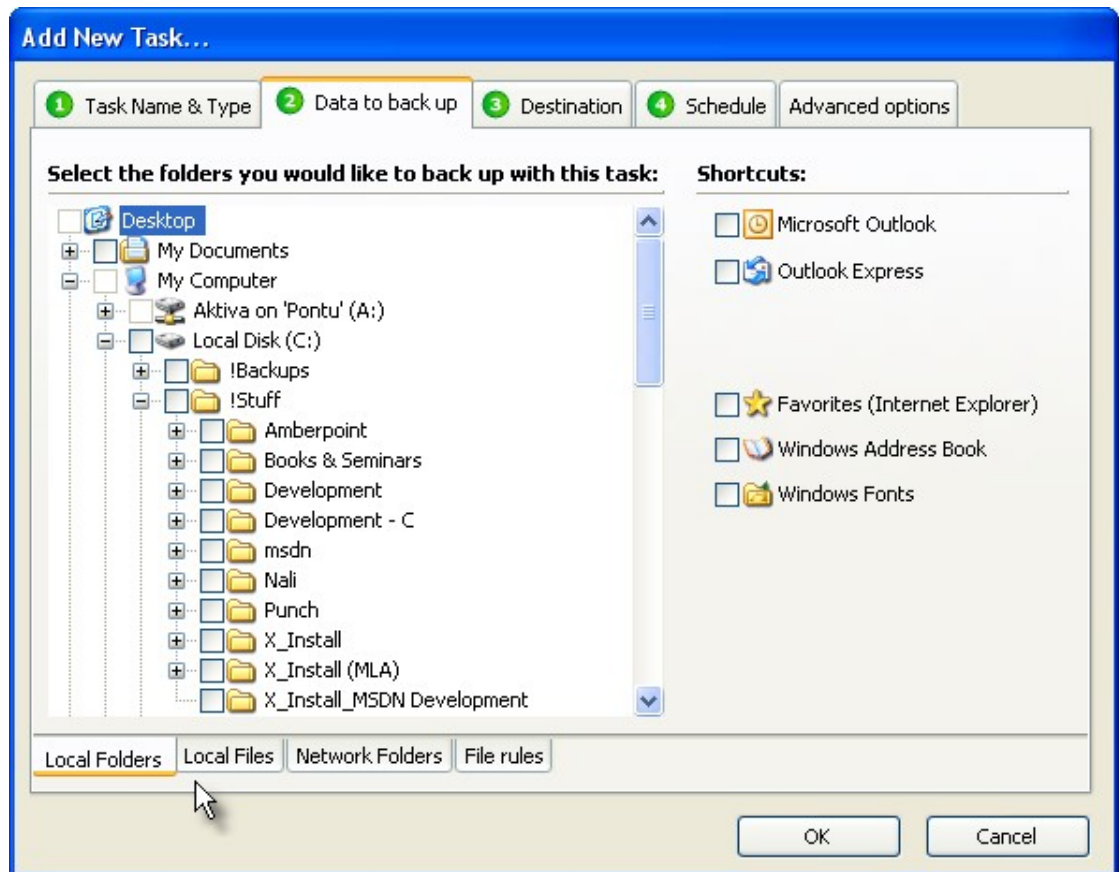 Add New Task...
1 Task Name & Type 2 Data to back up 3 Destination 4 Schedule Advanced options
Select the folders you would like to back up with this task:
Desktop
My Documents
My Computer
Aktiva on 'Pontu' (A:)
Local Disk (C:)
!Backups
!Stuff
Amberpoint
Books & Seminars
Development
Development - C
msdn
Nali
Punch
X_Install
X_Install (MLA)
X_Install_MSDN Development
Shortcuts:
Microsoft Outlook
Outlook Express
Favorites (Internet Explorer)
Windows Address Book
Windows Fonts
Local Folders Local Files Network Folders File rules
OK Cancel